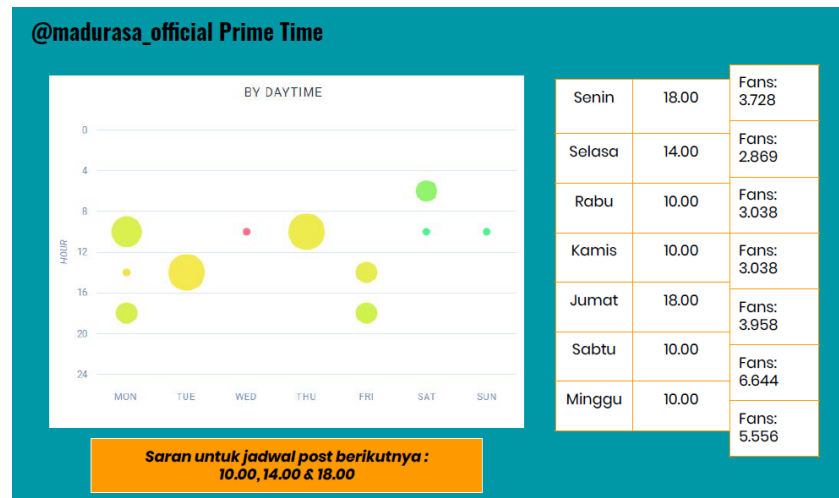 @madurasa_official Prime Time
BY DAYTIME
HOUR
0
4
8
12
16
20
24
MON TUE WED THU FRI SAT SUN
Senin 18.00 Fans: 3.728
Selasa 14.00 Fans: 2.869
Rabu 10.00 Fans: 3.038
Kamis 10.00 Fans: 3.038
Jumat 18.00 Fans: 3.958
Sabtu 10.00 Fans: 6.644
Minggu 10.00 Fans: 5.556
Saran untuk jadwal post berikutnya :
10.00, 14.00 & 18.00